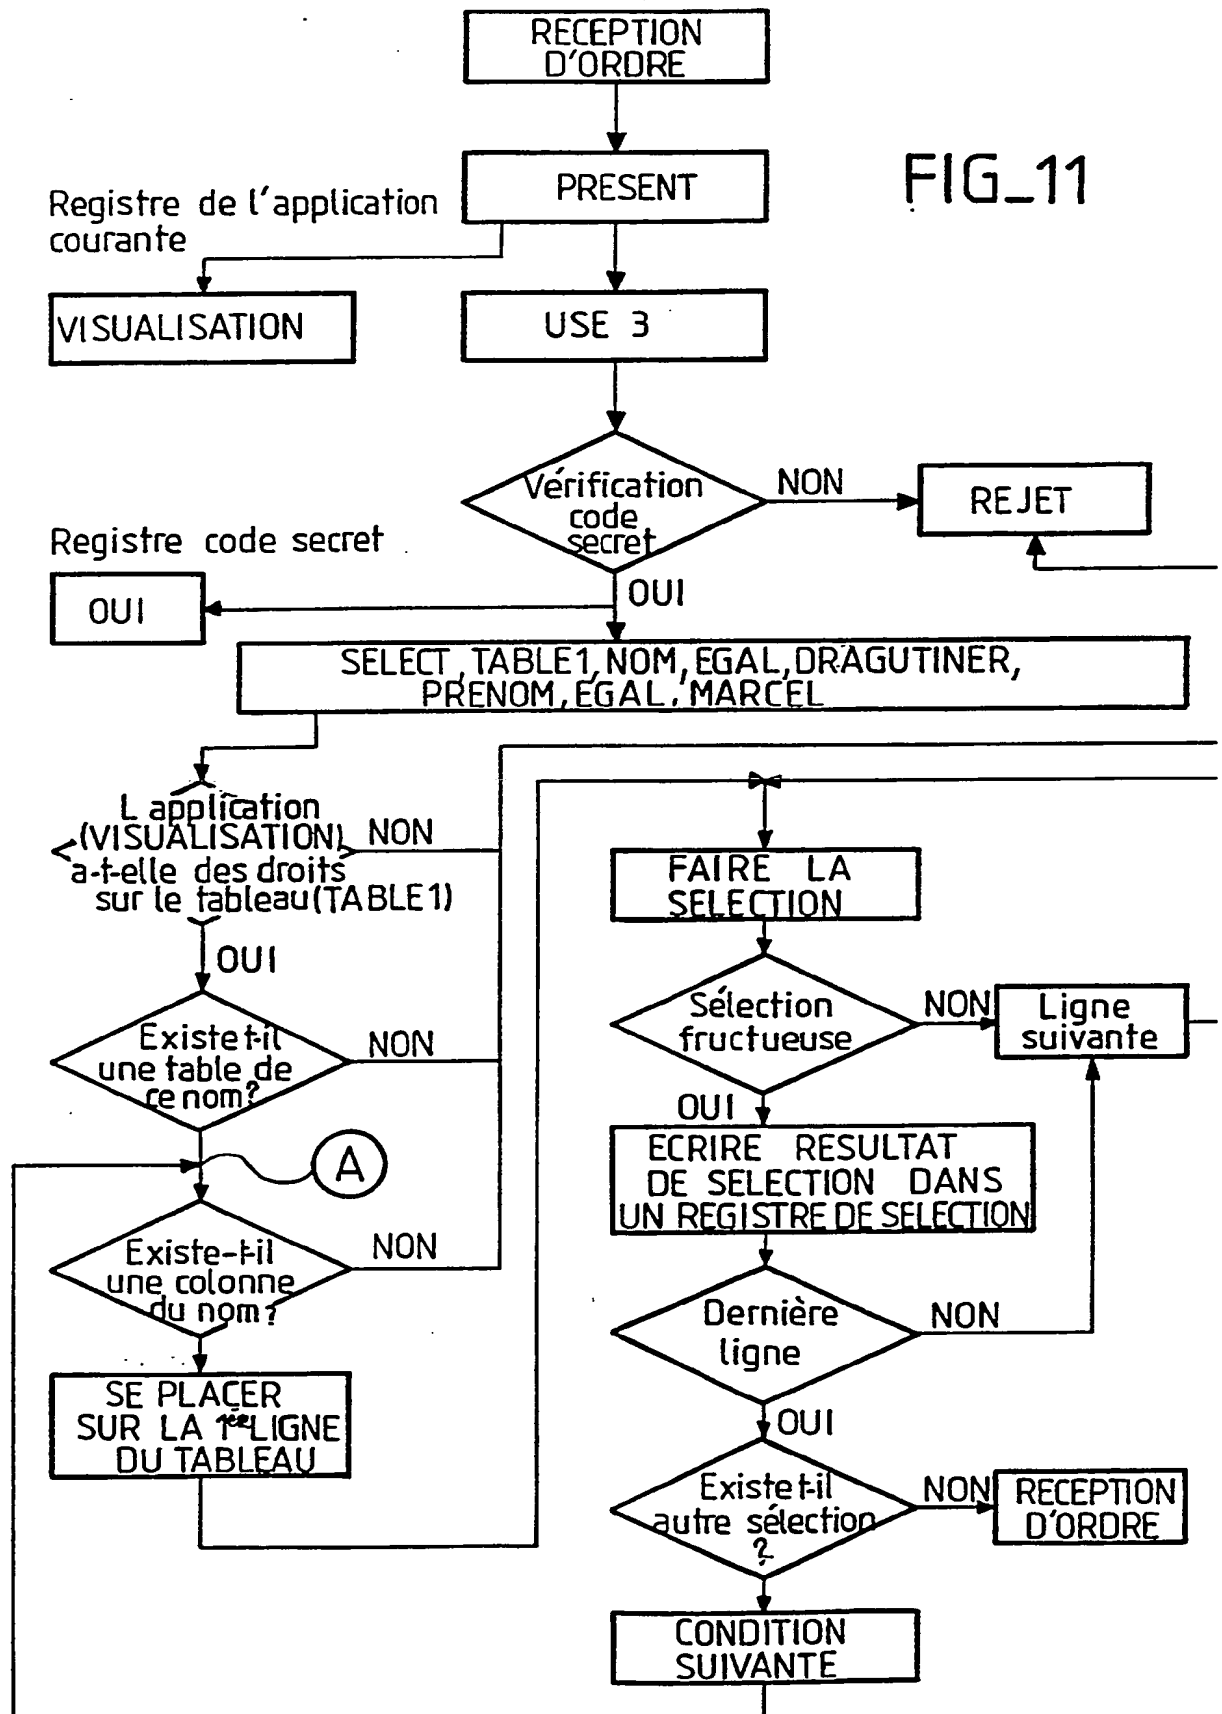 RECEPTION
D'ORDRE
PRESENT
FIG_11
Registre de l'application
courante
VISUALISATION
USE 3
Vérification
code
secret
NON
REJET
Registre code secret
OUI
OUI
SELECT, TABLE1, NOM, EGAL, DRAGUTINER,
PRENOM, EGAL, MARCEL
L application
(VISUALISATION)
a-t-elle des droits
sur le tableau (TABLE1)
NON
OUI
Existe t-il
une table de
ce nom?
NON
A
Existe-t-il
une colonne
du nom?
NON
SE PLACER
SUR LA 1ère LIGNE
DU TABLEAU
FAIRE LA
SELECTION
Sélection
fructueuse
NON
Ligne
suivante
OUI
ECRIRE RESULTAT
DE SELECTION DANS
UN REGISTRE DE SELECTION
Dernière
ligne
NON
OUI
Existe t-il
autre sélection
?
NON
RECEPTION
D'ORDRE
CONDITION
SUIVANTE